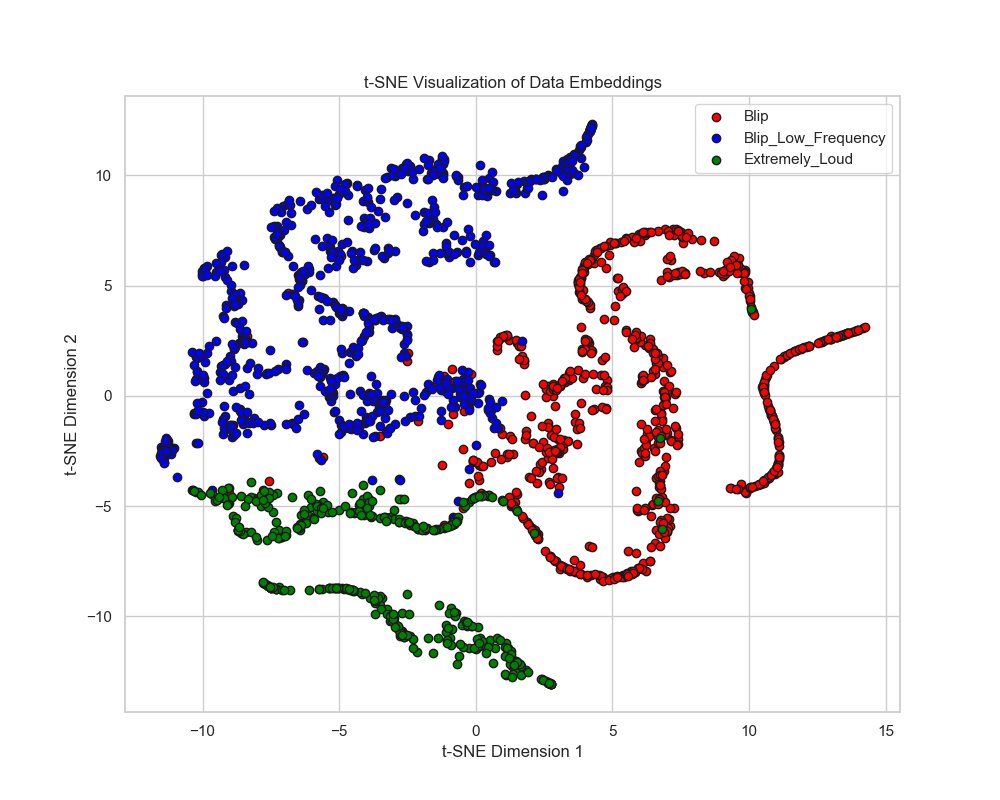 t-SNE Visualization of Data Embeddings
Blip
Blip_Low_Frequency
Extremely_Loud
10
5
0
−5
−10
t-SNE Dimension 2
−10
−5
0
5
10
15
t-SNE Dimension 1